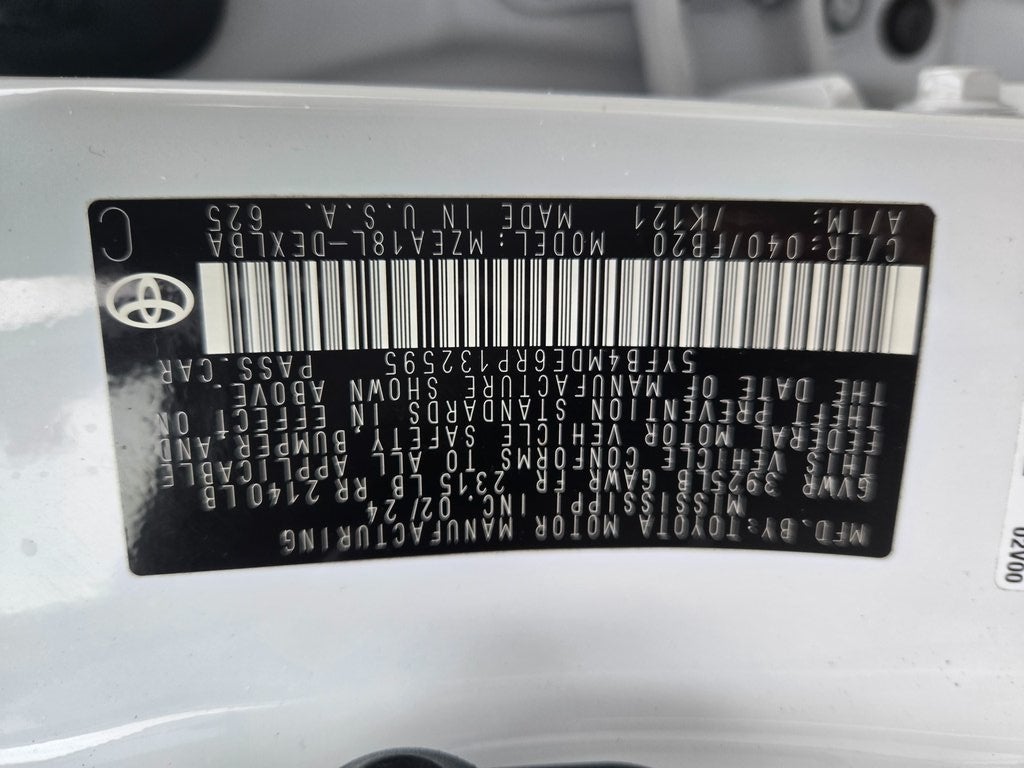 MFD. BY: TOYOTA MOTOR MANUFACTURING
MISSISSIPPI INC. 02/24
GVWR 3925LB GAWR FR 2315 LB RR 2140LB
THIS VEHICLE CONFORMS TO ALL APPLICABLE
FEDERAL MOTOR VEHICLE SAFETY, BUMPER AND
THEFT PREVENTION STANDARDS IN EFFECT ON
THE DATE OF MANUFACTURE SHOWN ABOVE.
5YFB4MDE6RP132595 PASS. CAR
C/TR: 040/FB20 MODEL: MZEA18L-DEXLBA
A/TM: /K121 MADE IN U.S.A. 625
C
02V00